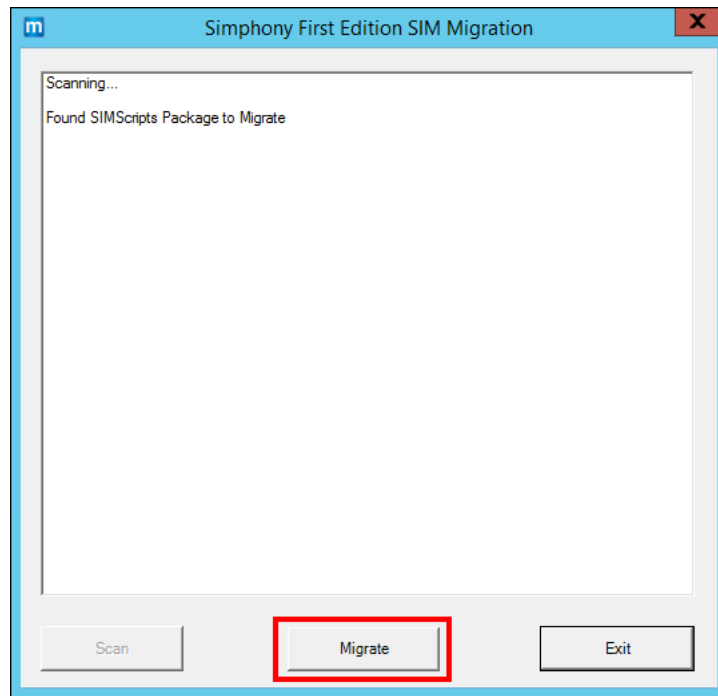 m Simphony First Edition SIM Migration X
Scanning...
Found SIMScripts Package to Migrate
Scan Migrate Exit